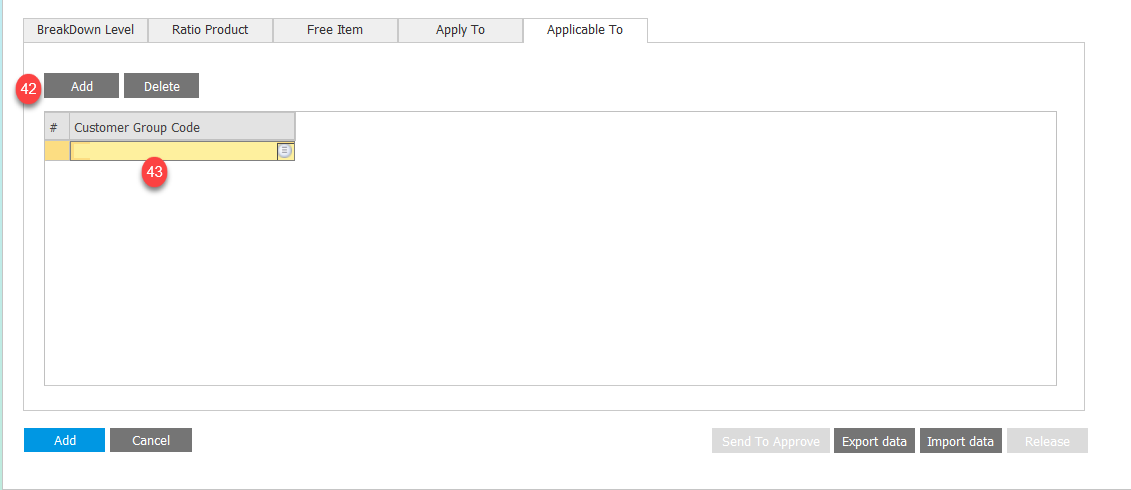 BreakDown Level Ratio Product Free Item Apply To Applicable To
42 Add Delete
# Customer Group Code
43
Add Cancel Send To Approve Export data Import data Release